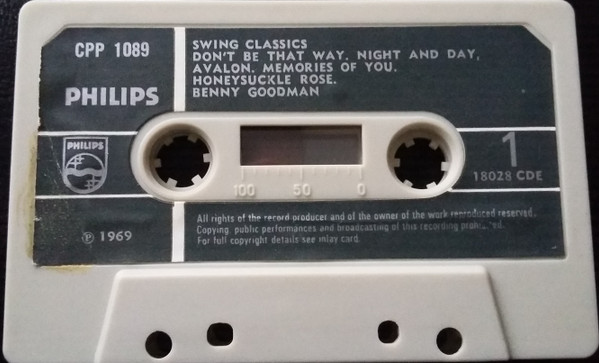 CPP 1089
PHILIPS
SWING CLASSICS
DON'T BE THAT WAY. NIGHT AND DAY,
AVALON. MEMORIES OF YOU.
HONEYSUCKLE ROSE.
BENNY GOODMAN
PHILIPS
100 50 0
1
18028 CDE
℗ 1969
All rights of the record producer and of the owner of the work reproduced reserved.
Copying, public performances and broadcasting of this recording
For full copyright details see inlay card.